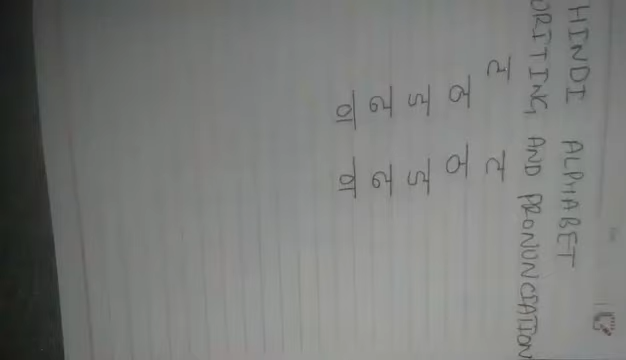 HINDI ALPHABET
WRITING AND PRONUNCIATION
ट ट
ठ ठ
ड ड
ढ ढ
ण ण